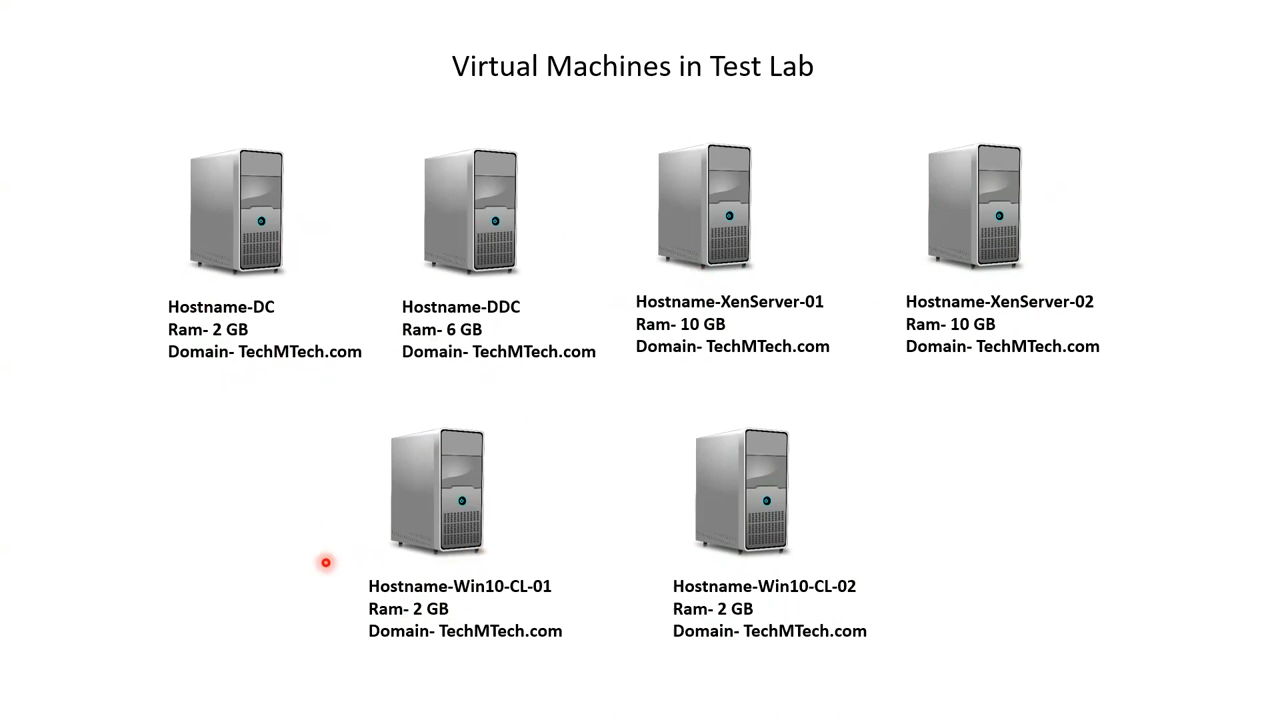 Virtual Machines in Test Lab
Hostname-DC
Ram- 2 GB
Domain- TechMTech.com
Hostname-DDC
Ram- 6 GB
Domain- TechMTech.com
Hostname-XenServer-01
Ram- 10 GB
Domain- TechMTech.com
Hostname-XenServer-02
Ram- 10 GB
Domain- TechMTech.com
Hostname-Win10-CL-01
Ram- 2 GB
Domain- TechMTech.com
Hostname-Win10-CL-02
Ram- 2 GB
Domain- TechMTech.com